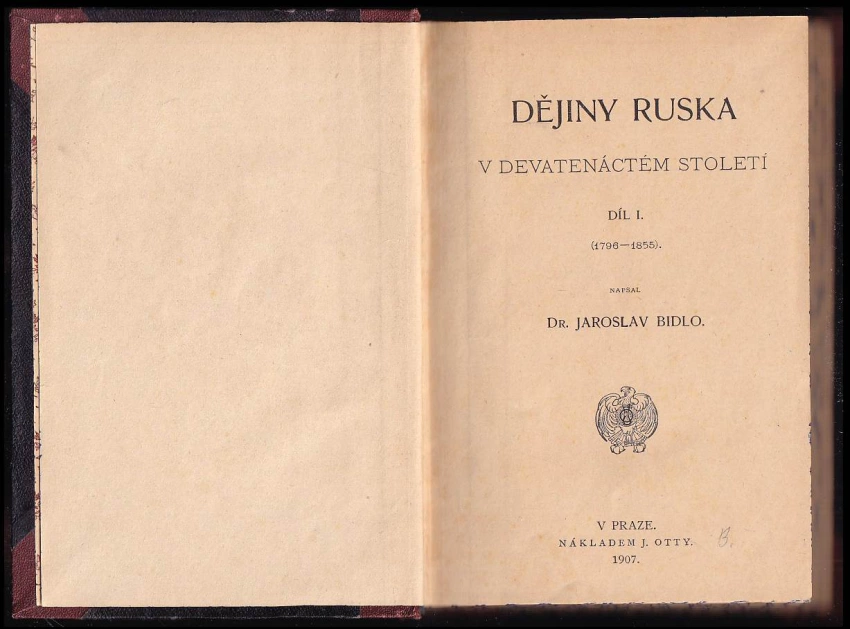 DĚJINY RUSKA
V DEVATENÁCTÉM STOLETÍ
DÍL I.
(1796—1855).
NAPSAL
DR. JAROSLAV BIDLO.
V PRAZE.
NÁKLADEM J. OTTY.
1907.